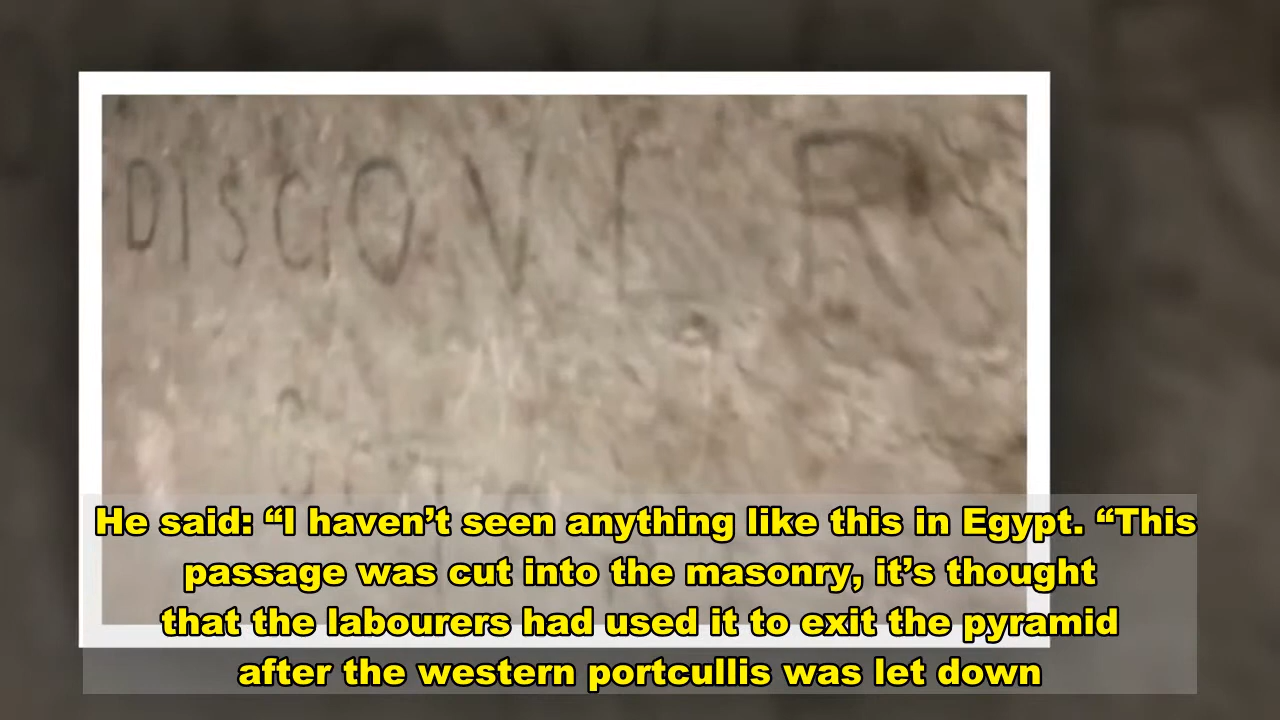 DISCOVER
He said: “I haven’t seen anything like this in Egypt. “This
passage was cut into the masonry, it’s thought
that the labourers had used it to exit the pyramid
after the western portcullis was let down